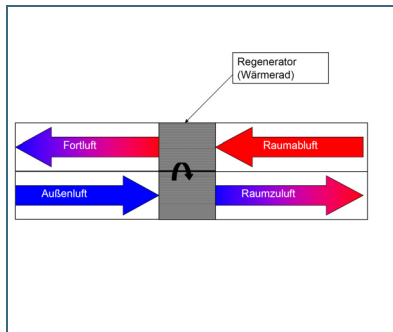 Regenerator
(Wärmerad)
Fortluft
Raumabluft
Außenluft
Raumzuluft